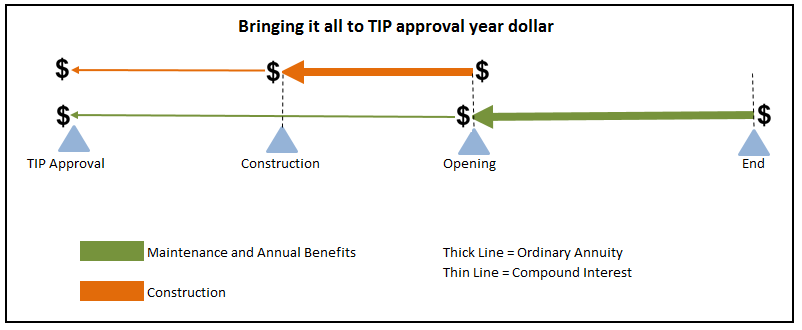 Bringing it all to TIP approval year dollar
$ $ $
$ $ $
TIP Approval Construction Opening End
Maintenance and Annual Benefits
Thick Line = Ordinary Annuity
Thin Line = Compound Interest
Construction